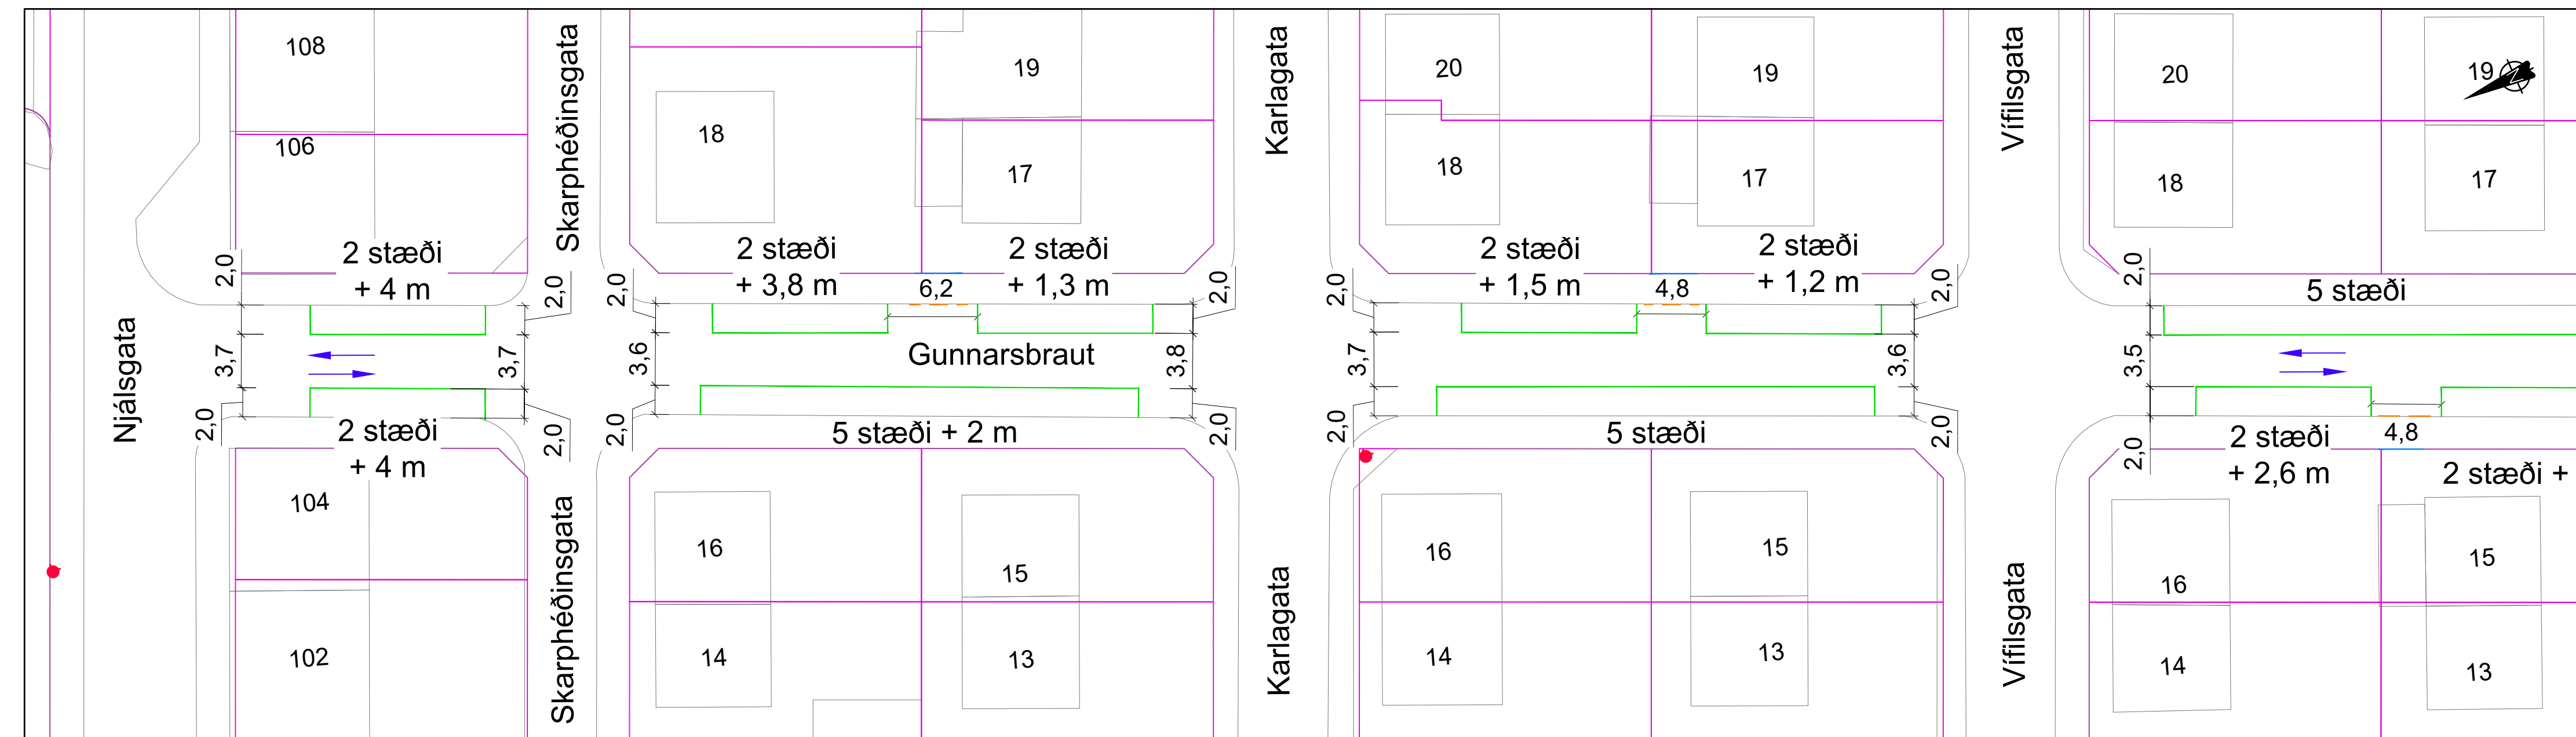 108
106
Skarphéðinsgata
18
19
17
Karlagata
20
18
19
17
Vífilsgata
20
18
19
17
2 stæði
+ 4 m
2 stæði
+ 3,8 m
6,2
2 stæði
+ 1,3 m
2 stæði
+ 1,5 m
4,8
2 stæði
+ 1,2 m
5 stæði
2,0
2,0
2,0
2,0
2,0
2,0
2,0
Njálsgata
3,7
3,7
3,6
Gunnarsbraut
3,8
3,7
3,6
3,5
2,0
2,0
2,0
2,0
2,0
2,0
2,0
2 stæði
+ 4 m
5 stæði + 2 m
5 stæði
2 stæði
+ 2,6 m
4,8
2 stæði +
104
102
Skarphéðinsgata
16
14
15
13
Karlagata
16
14
15
13
Vífilsgata
16
14
15
13